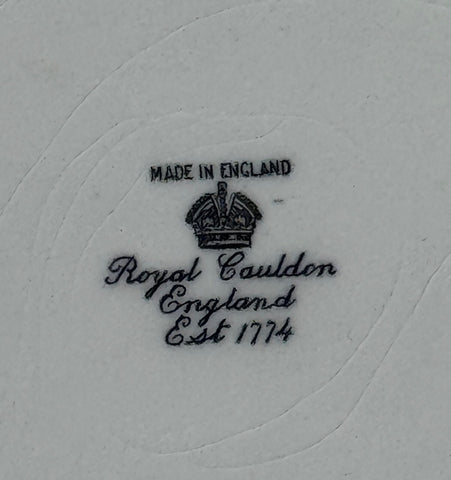 MADE IN ENGLAND
Royal Cauldon
England
Est 1774